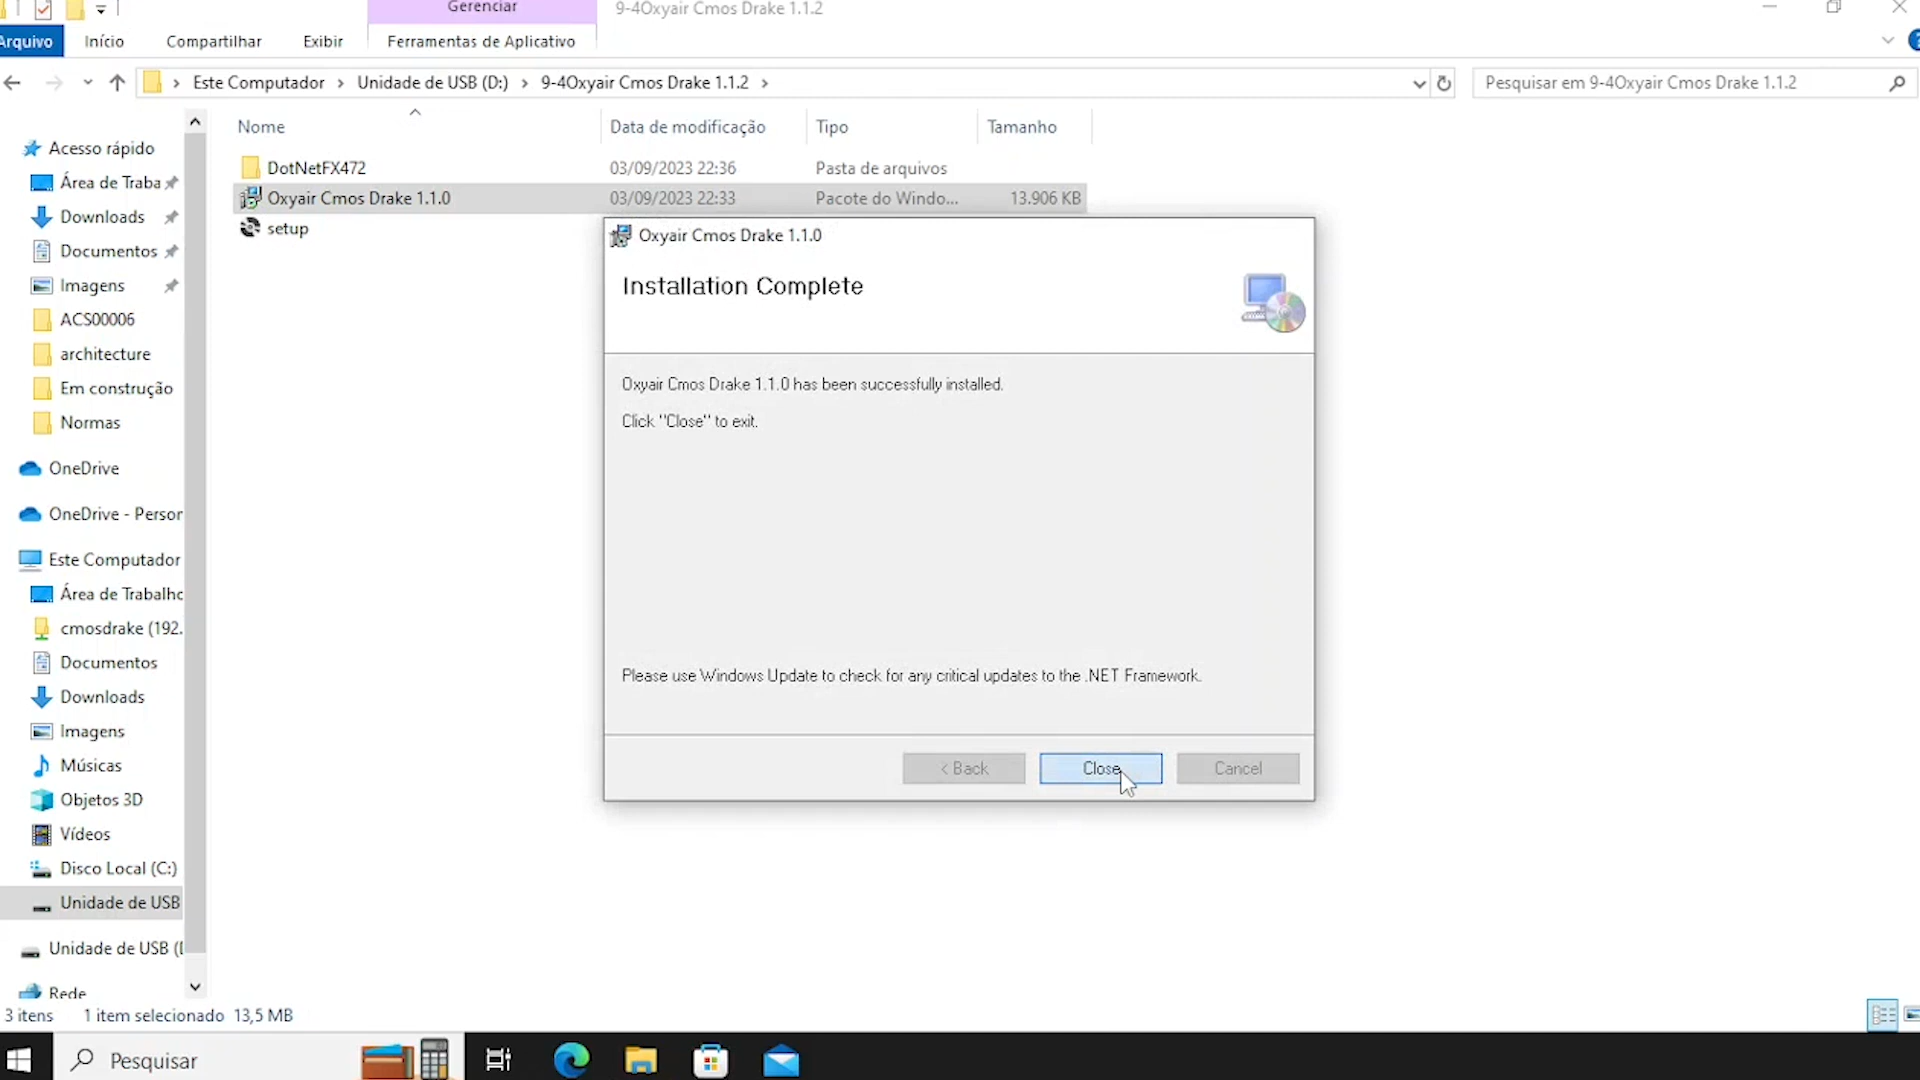 Gerenciar
9-4Oxyair Cmos Drake 1.1.2
Arquivo Início Compartilhar Exibir Ferramentas de Aplicativo
Este Computador Unidade de USB (D:) 9-4Oxyair Cmos Drake 1.1.2
Pesquisar em 9-4Oxyair Cmos Drake 1.1.2
Nome Data de modificação Tipo Tamanho
DotNetFX472 03/09/2023 22:36 Pasta de arquivos
Oxyair Cmos Drake 1.1.0 03/09/2023 22:33 Pacote do Windo... 13.906 KB
setup
Acesso rápido
Área de Traba
Downloads
Documentos
Imagens
ACS00006
architecture
Em construção
Normas
OneDrive
OneDrive - Person
Este Computador
Área de Trabalho
cmosdrake (192.
Documentos
Downloads
Imagens
Músicas
Objetos 3D
Vídeos
Disco Local (C:)
Unidade de USB
Unidade de USB (D
Rede
Oxyair Cmos Drake 1.1.0
Installation Complete
Oxyair Cmos Drake 1.1.0 has been successfully installed.
Click "Close" to exit.
Please use Windows Update to check for any critical updates to the .NET Framework.
< Back Close Cancel
3 itens 1 item selecionado 13,5 MB
Pesquisar